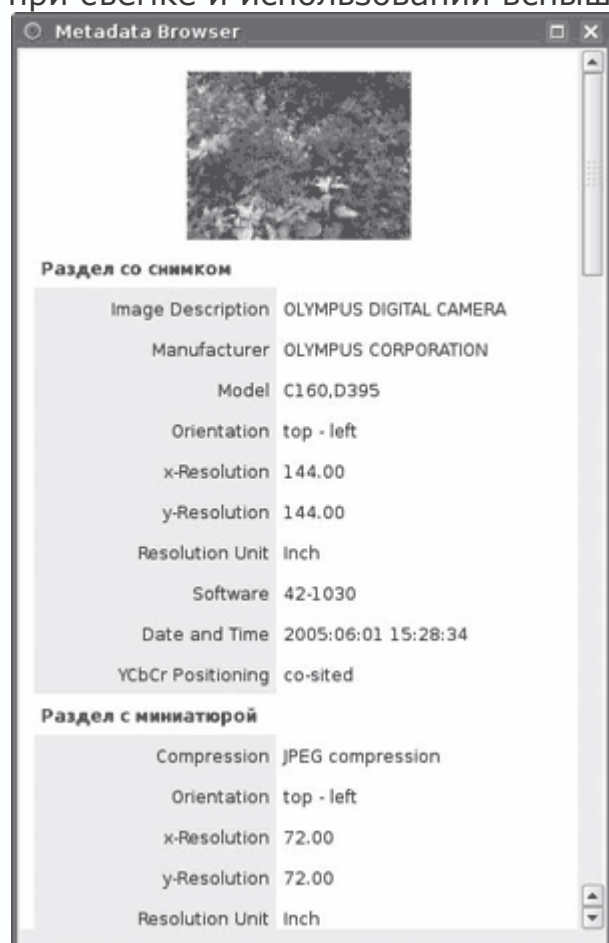 при съемке и использовании
Metadata Browser
Раздел со снимком
Image Description OLYMPUS DIGITAL CAMERA
Manufacturer OLYMPUS CORPORATION
Model C160,D395
Orientation top - left
x-Resolution 144.00
y-Resolution 144.00
Resolution Unit Inch
Software 42-1030
Date and Time 2005:06:01 15:28:34
YCbCr Positioning co-sited
Раздел с миниатюрой
Compression JPEG compression
Orientation top - left
x-Resolution 72.00
y-Resolution 72.00
Resolution Unit Inch